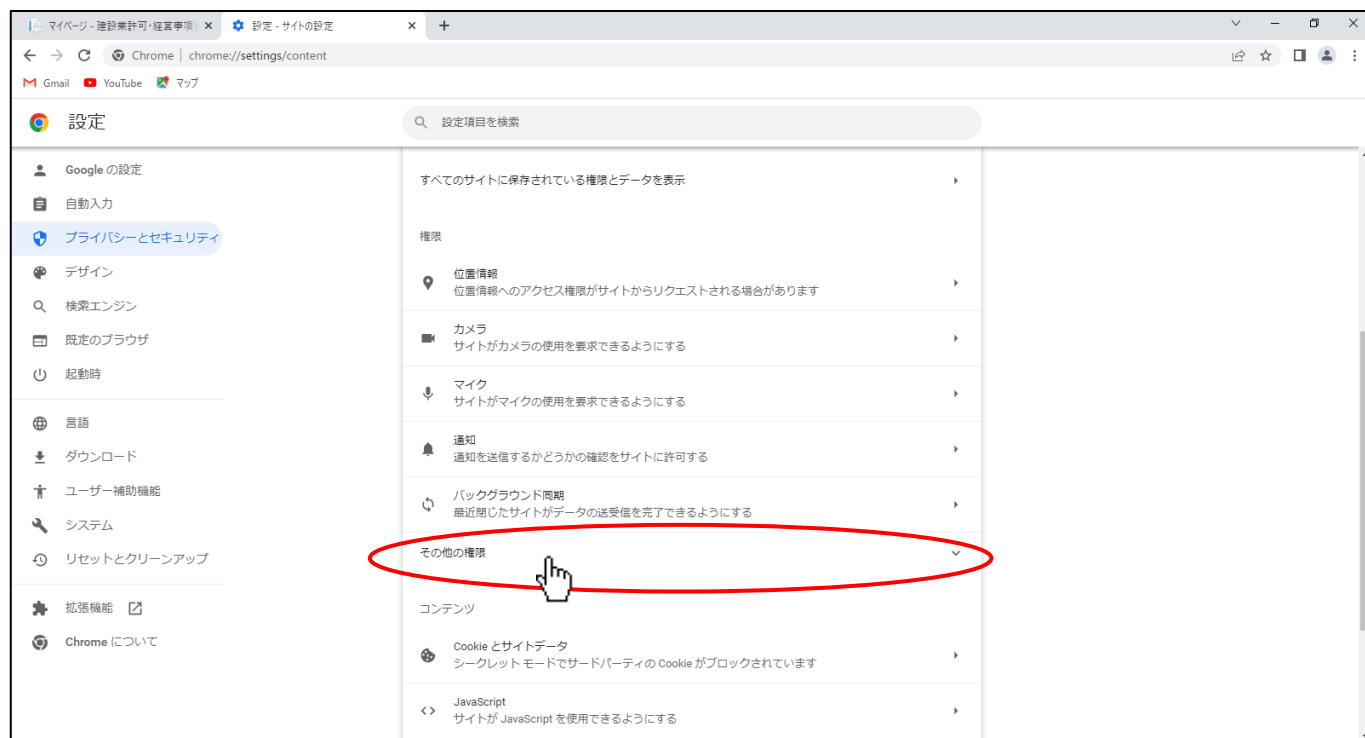 マイページ - 建設業許可・経営事項
設定 - サイトの設定
Chrome | chrome://settings/content
Gmail YouTube マップ
設定
設定項目を検索
Google の設定
自動入力
プライバシーとセキュリティ
デザイン
検索エンジン
既定のブラウザ
起動時
言語
ダウンロード
ユーザー補助機能
システム
リセットとクリーンアップ
拡張機能
Chrome について
すべてのサイトに保存されている権限とデータを表示
権限
位置情報
位置情報へのアクセス権限がサイトからリクエストされる場合があります
カメラ
サイトがカメラの使用を要求できるようにする
マイク
サイトがマイクの使用を要求できるようにする
通知
通知を送信するかどうかの確認をサイトに許可する
バックグラウンド同期
最近閉じたサイトがデータの送受信を完了できるようにする
その他の権限
コンテンツ
Cookie とサイトデータ
シークレット モードでサードパーティの Cookie がブロックされています
JavaScript
サイトが JavaScript を使用できるようにする